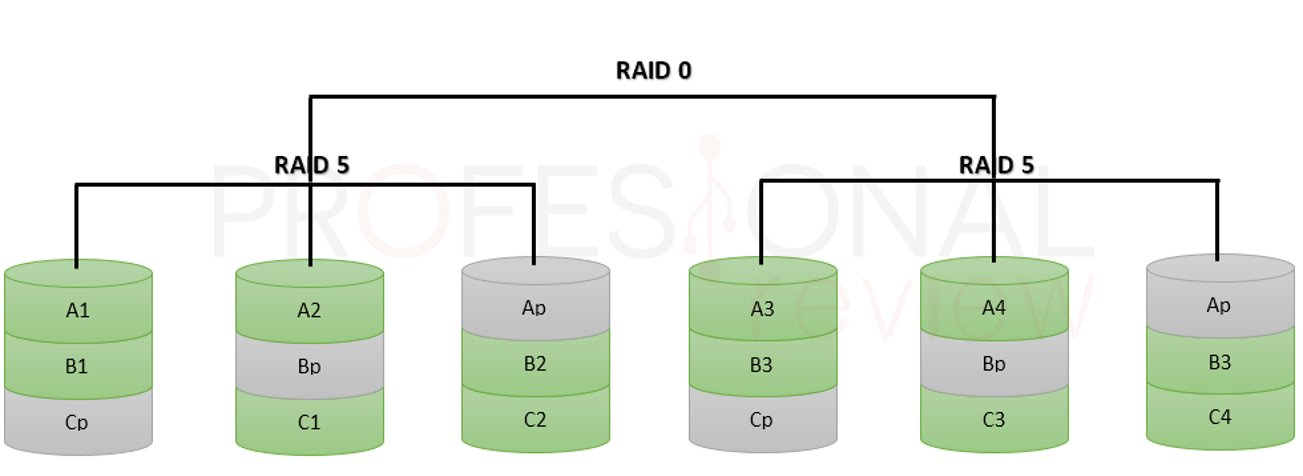 RAID 0
RAID 5 RAID 5
PROFESIONAL
review
A1 A2 Ap A3 A4 Ap
B1 Bp B2 B3 Bp B3
Cp C1 C2 Cp C3 C4